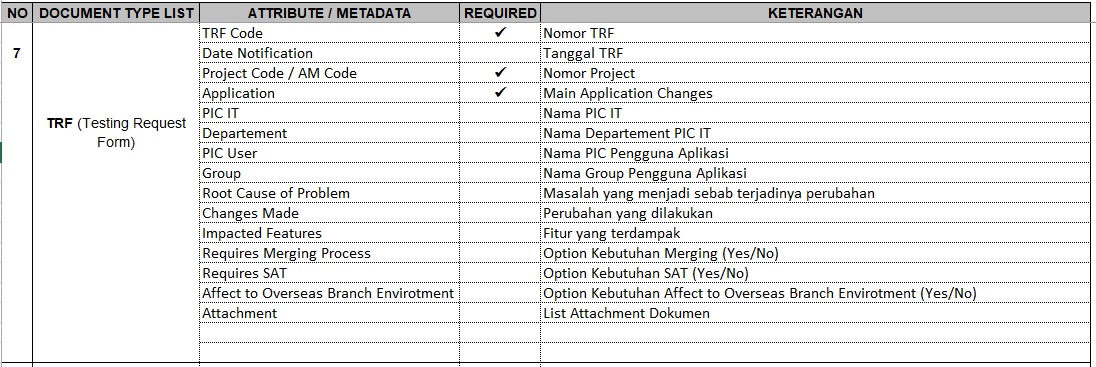 NO DOCUMENT TYPE LIST ATTRIBUTE / METADATA REQUIRED KETERANGAN
TRF Code ✓ Nomor TRF
7 Date Notification Tanggal TRF
Project Code / AM Code ✓ Nomor Project
Application ✓ Main Application Changes
PIC IT Nama PIC IT
TRF (Testing Request
Form)
Departement Nama Departement PIC IT
PIC User Nama PIC Pengguna Aplikasi
Group Nama Group Pengguna Aplikasi
Root Cause of Problem Masalah yang menjadi sebab terjadinya perubahan
Changes Made Perubahan yang dilakukan
Impacted Features Fitur yang terdampak
Requires Merging Process Option Kebutuhan Merging (Yes/No)
Requires SAT Option Kebutuhan SAT (Yes/No)
Affect to Overseas Branch Envirotment Option Kebutuhan Affect to Overseas Branch Envirotment (Yes/No)
Attachment List Attachment Dokumen